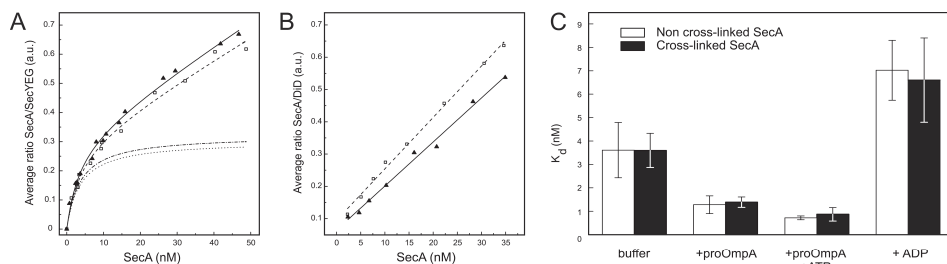 A
Average ratio SecA/SecYEG (a.u.)
0.7
0.6
0.5
0.4
0.3
0.2
0.1
0
0 10 20 30 40 50
SecA (nM)
B
Average ratio SecA/DiD (a.u.)
0.7
0.6
0.5
0.4
0.3
0.2
0.1
0 5 10 15 20 25 30 35
SecA (nM)
C
Non cross-linked SecA
Cross-linked SecA
Kd (nM)
9
8
7
6
5
4
3
2
1
0
buffer +proOmpA +proOmpA + ADP